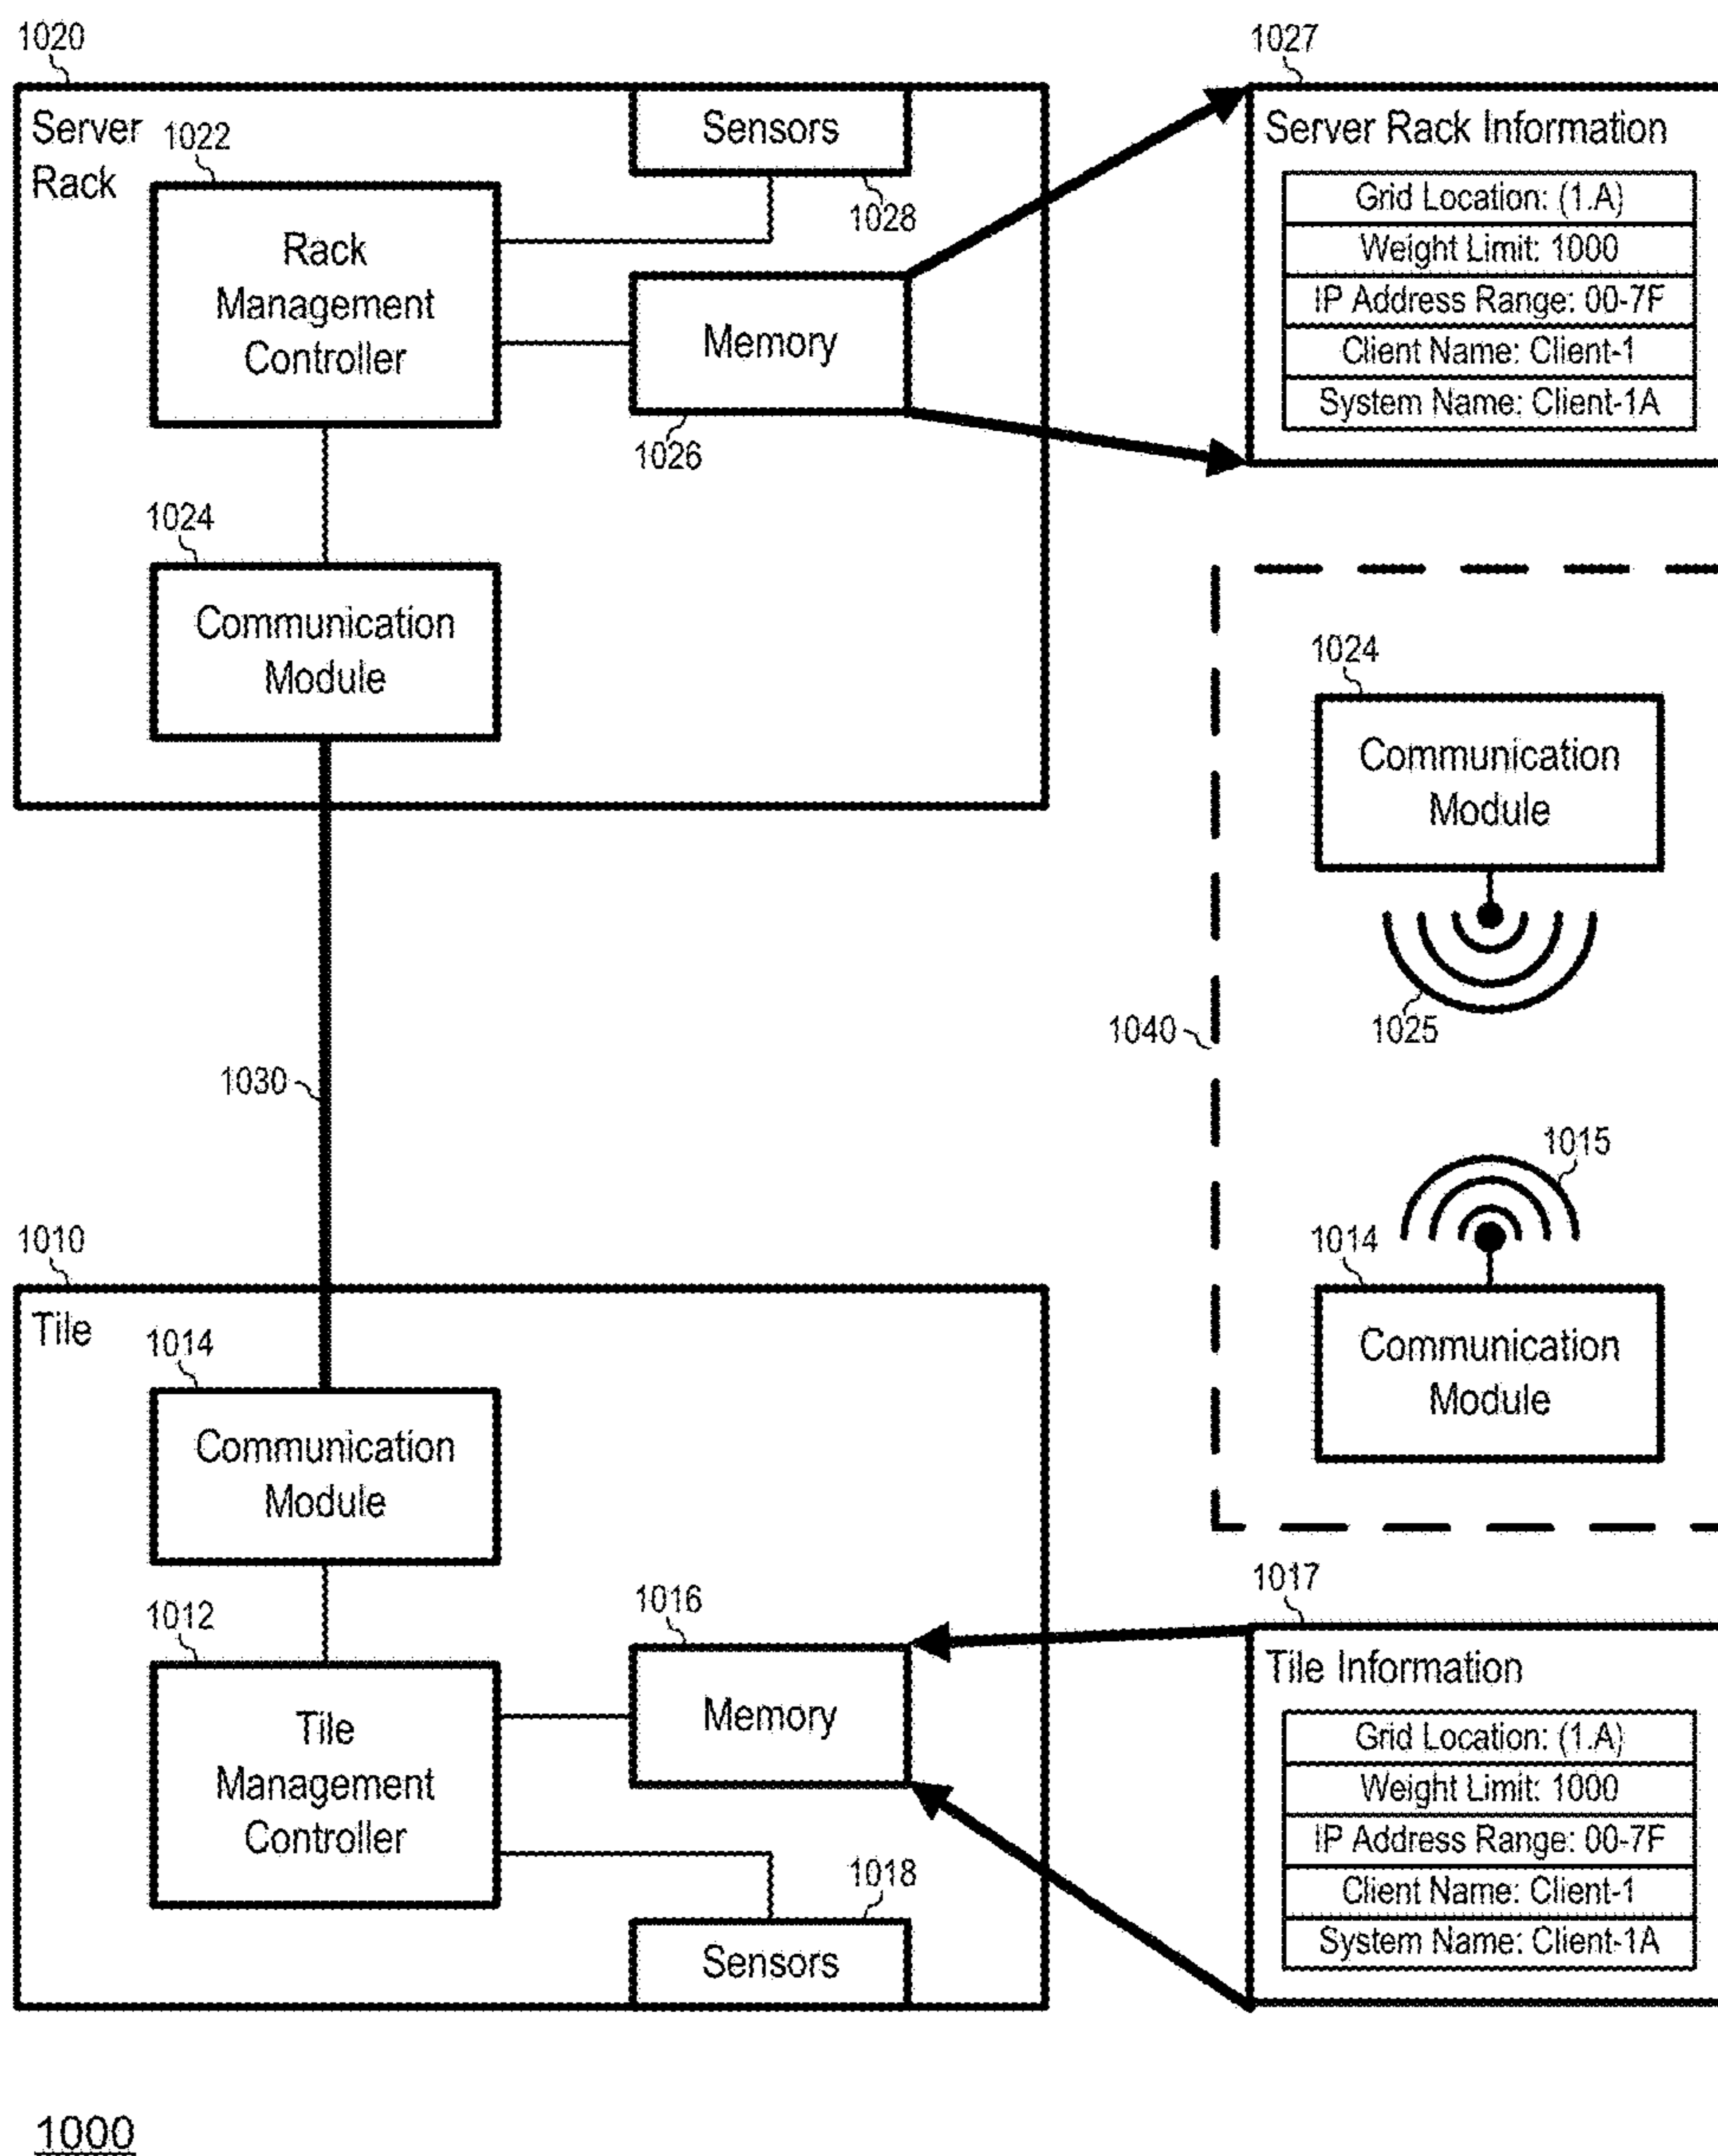 1020
Server
Rack
1022
Rack
Management
Controller
Sensors
1028
Memory
1026
1024
Communication
Module
1027
Server Rack Information
Grid Location: (1.A)
Weight Limit: 1000
IP Address Range: 00-7F
Client Name: Client-1
System Name: Client-1A
1030
1040
1024
Communication
Module
1025
1015
1014
Communication
Module
1010
Tile
1014
Communication
Module
1012
Tile
Management
Controller
1016
Memory
1018
Sensors
1017
Tile Information
Grid Location: (1.A)
Weight Limit: 1000
IP Address Range: 00-7F
Client Name: Client-1
System Name: Client-1A
1000